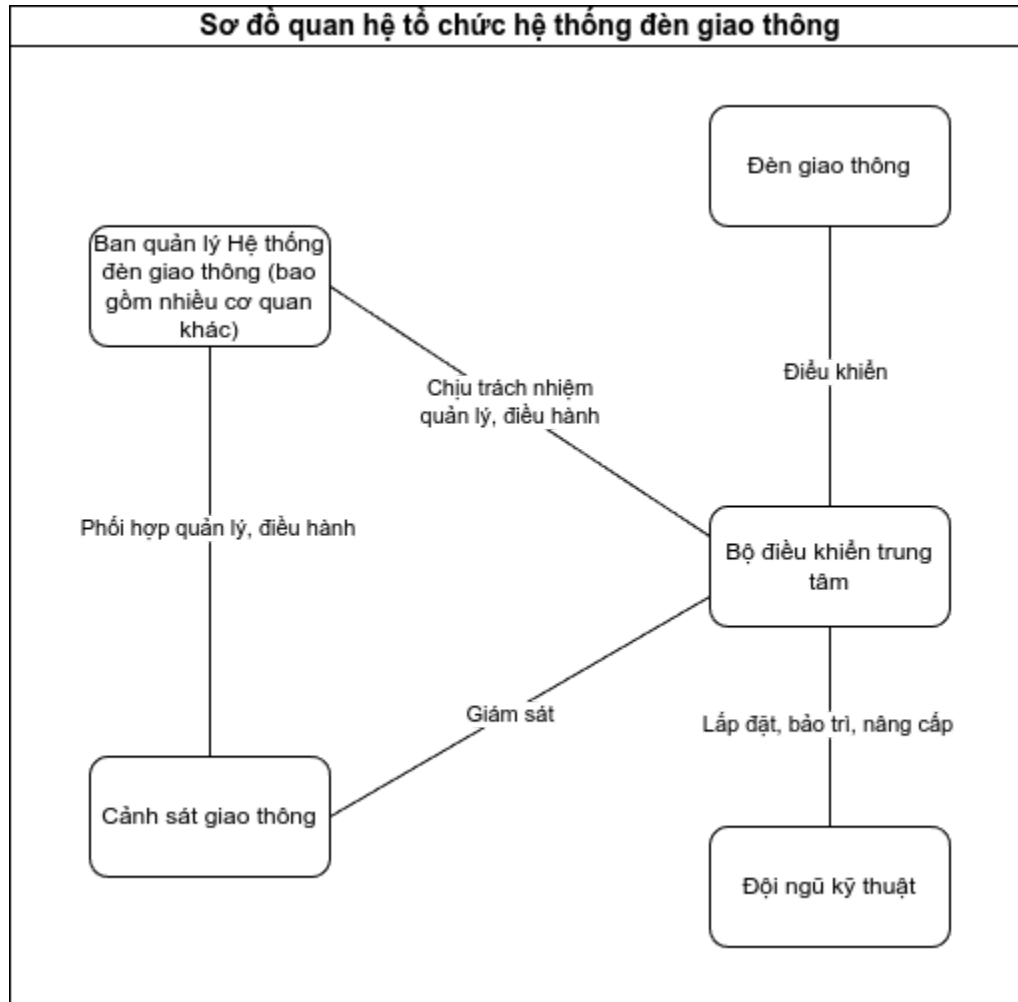 Sơ đồ quan hệ tổ chức hệ thống đèn giao thông
Đèn giao thông
Ban quản lý Hệ thống
đèn giao thông (bao
gồm nhiều cơ quan
khác)
Điểu khiển
Chịu trách nhiệm
quản lý, điều hành
Phối hợp quản lý, điều hành
Bộ điều khiển trung
tâm
Giám sát
Lắp đặt, bảo trì, nâng cấp
Cảnh sát giao thông
Đội ngũ kỹ thuật